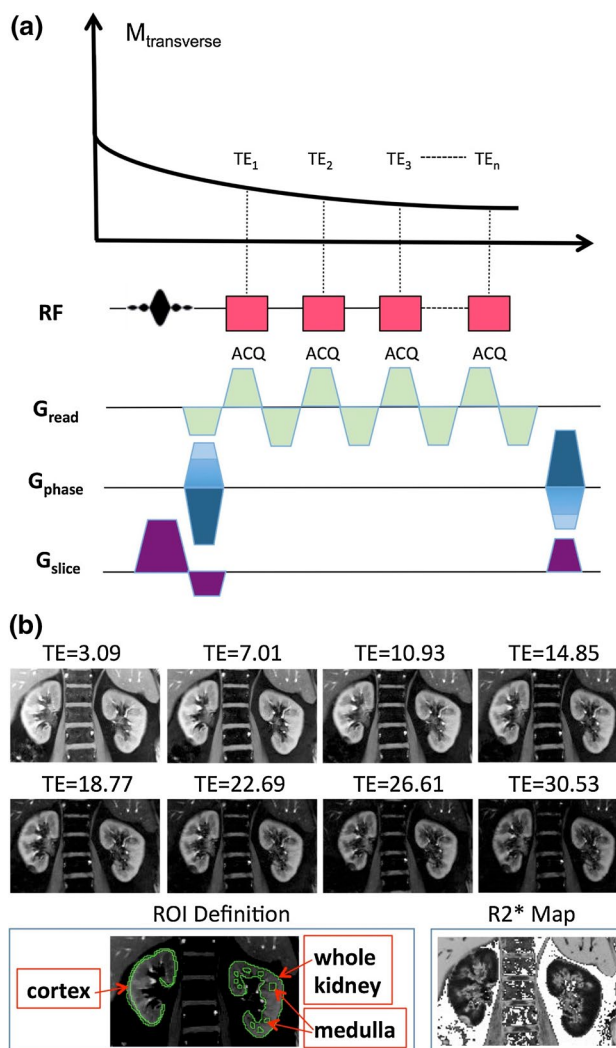 (a)
M transverse
TE1 TE2 TE3 TEn
RF
ACQ ACQ ACQ ACQ
Gread
Gphase
Gslice
(b)
TE=3.09 TE=7.01 TE=10.93 TE=14.85
TE=18.77 TE=22.69 TE=26.61 TE=30.53
ROI Definition R2* Map
cortex
whole
kidney
medulla